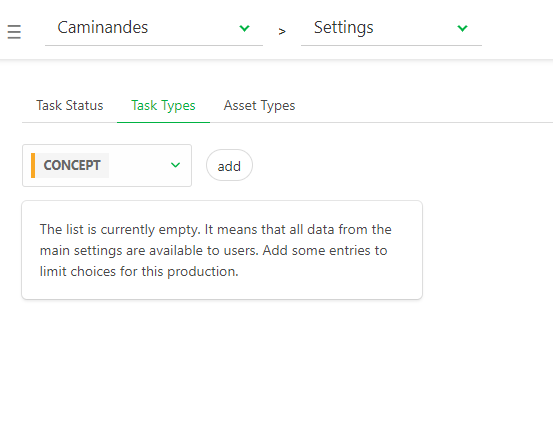 Caminandes > Settings
Task Status Task Types Asset Types
CONCEPT add
The list is currently empty. It means that all data from the
main settings are available to users. Add some entries to
limit choices for this production.